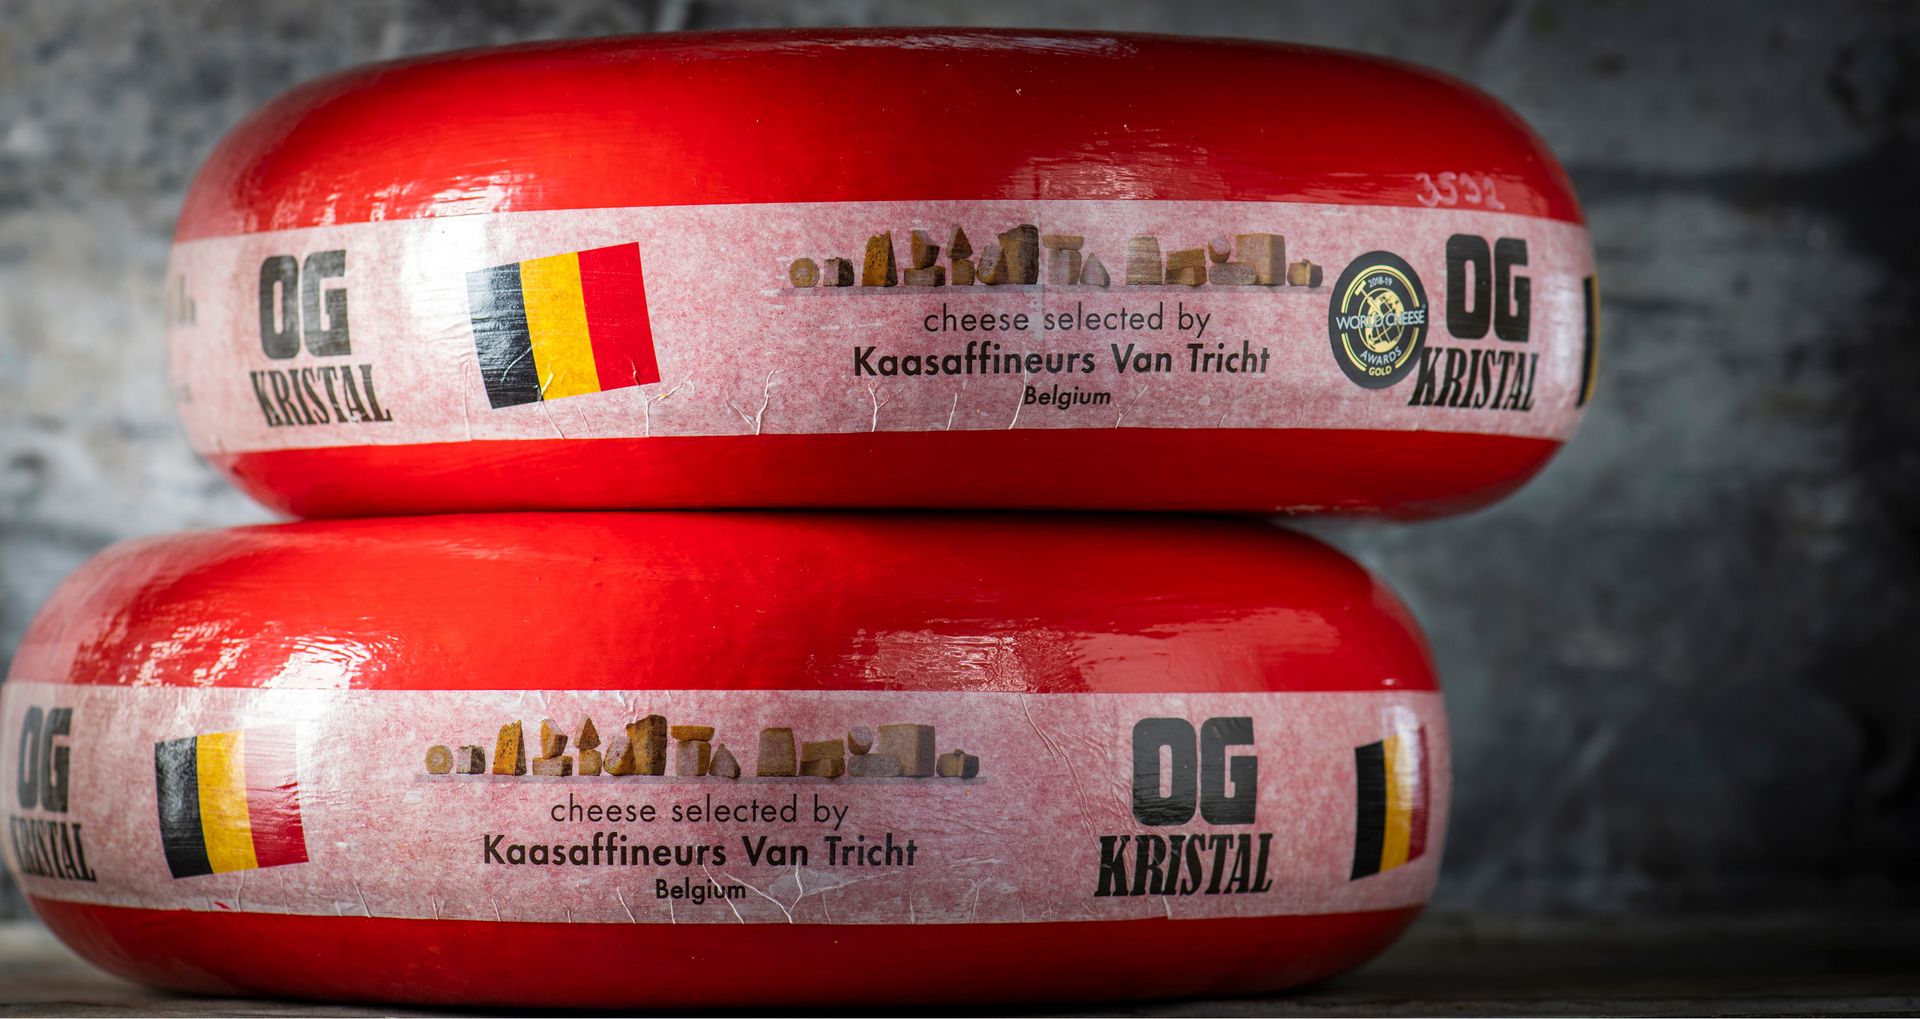 3592
OG
KRISTAL
cheese selected by
Kaasaffineurs Van Tricht
Belgium
2018-19
WORLD CHEESE
AWARDS
GOLD
OG
KRISTAL
OG
KRISTAL
cheese selected by
Kaasaffineurs Van Tricht
Belgium
OG
KRISTAL